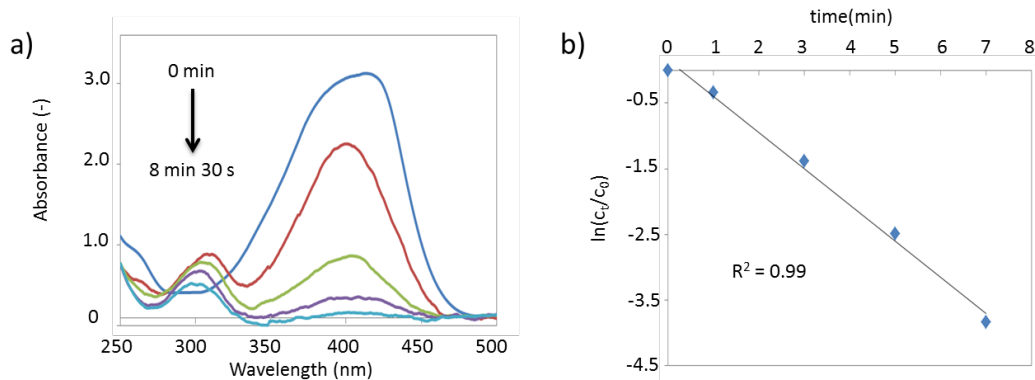 a)
3.0
2.0
1.0
0
Absorbance (-)
0 min
8 min 30 s
250
300
350
400
450
500
Wavelength (nm)
b)
time(min)
0 1 2 3 4 5 6 7 8
-0.5
-1.5
-2.5
-3.5
-4.5
ln(cₜ/c₀)
R² = 0.99